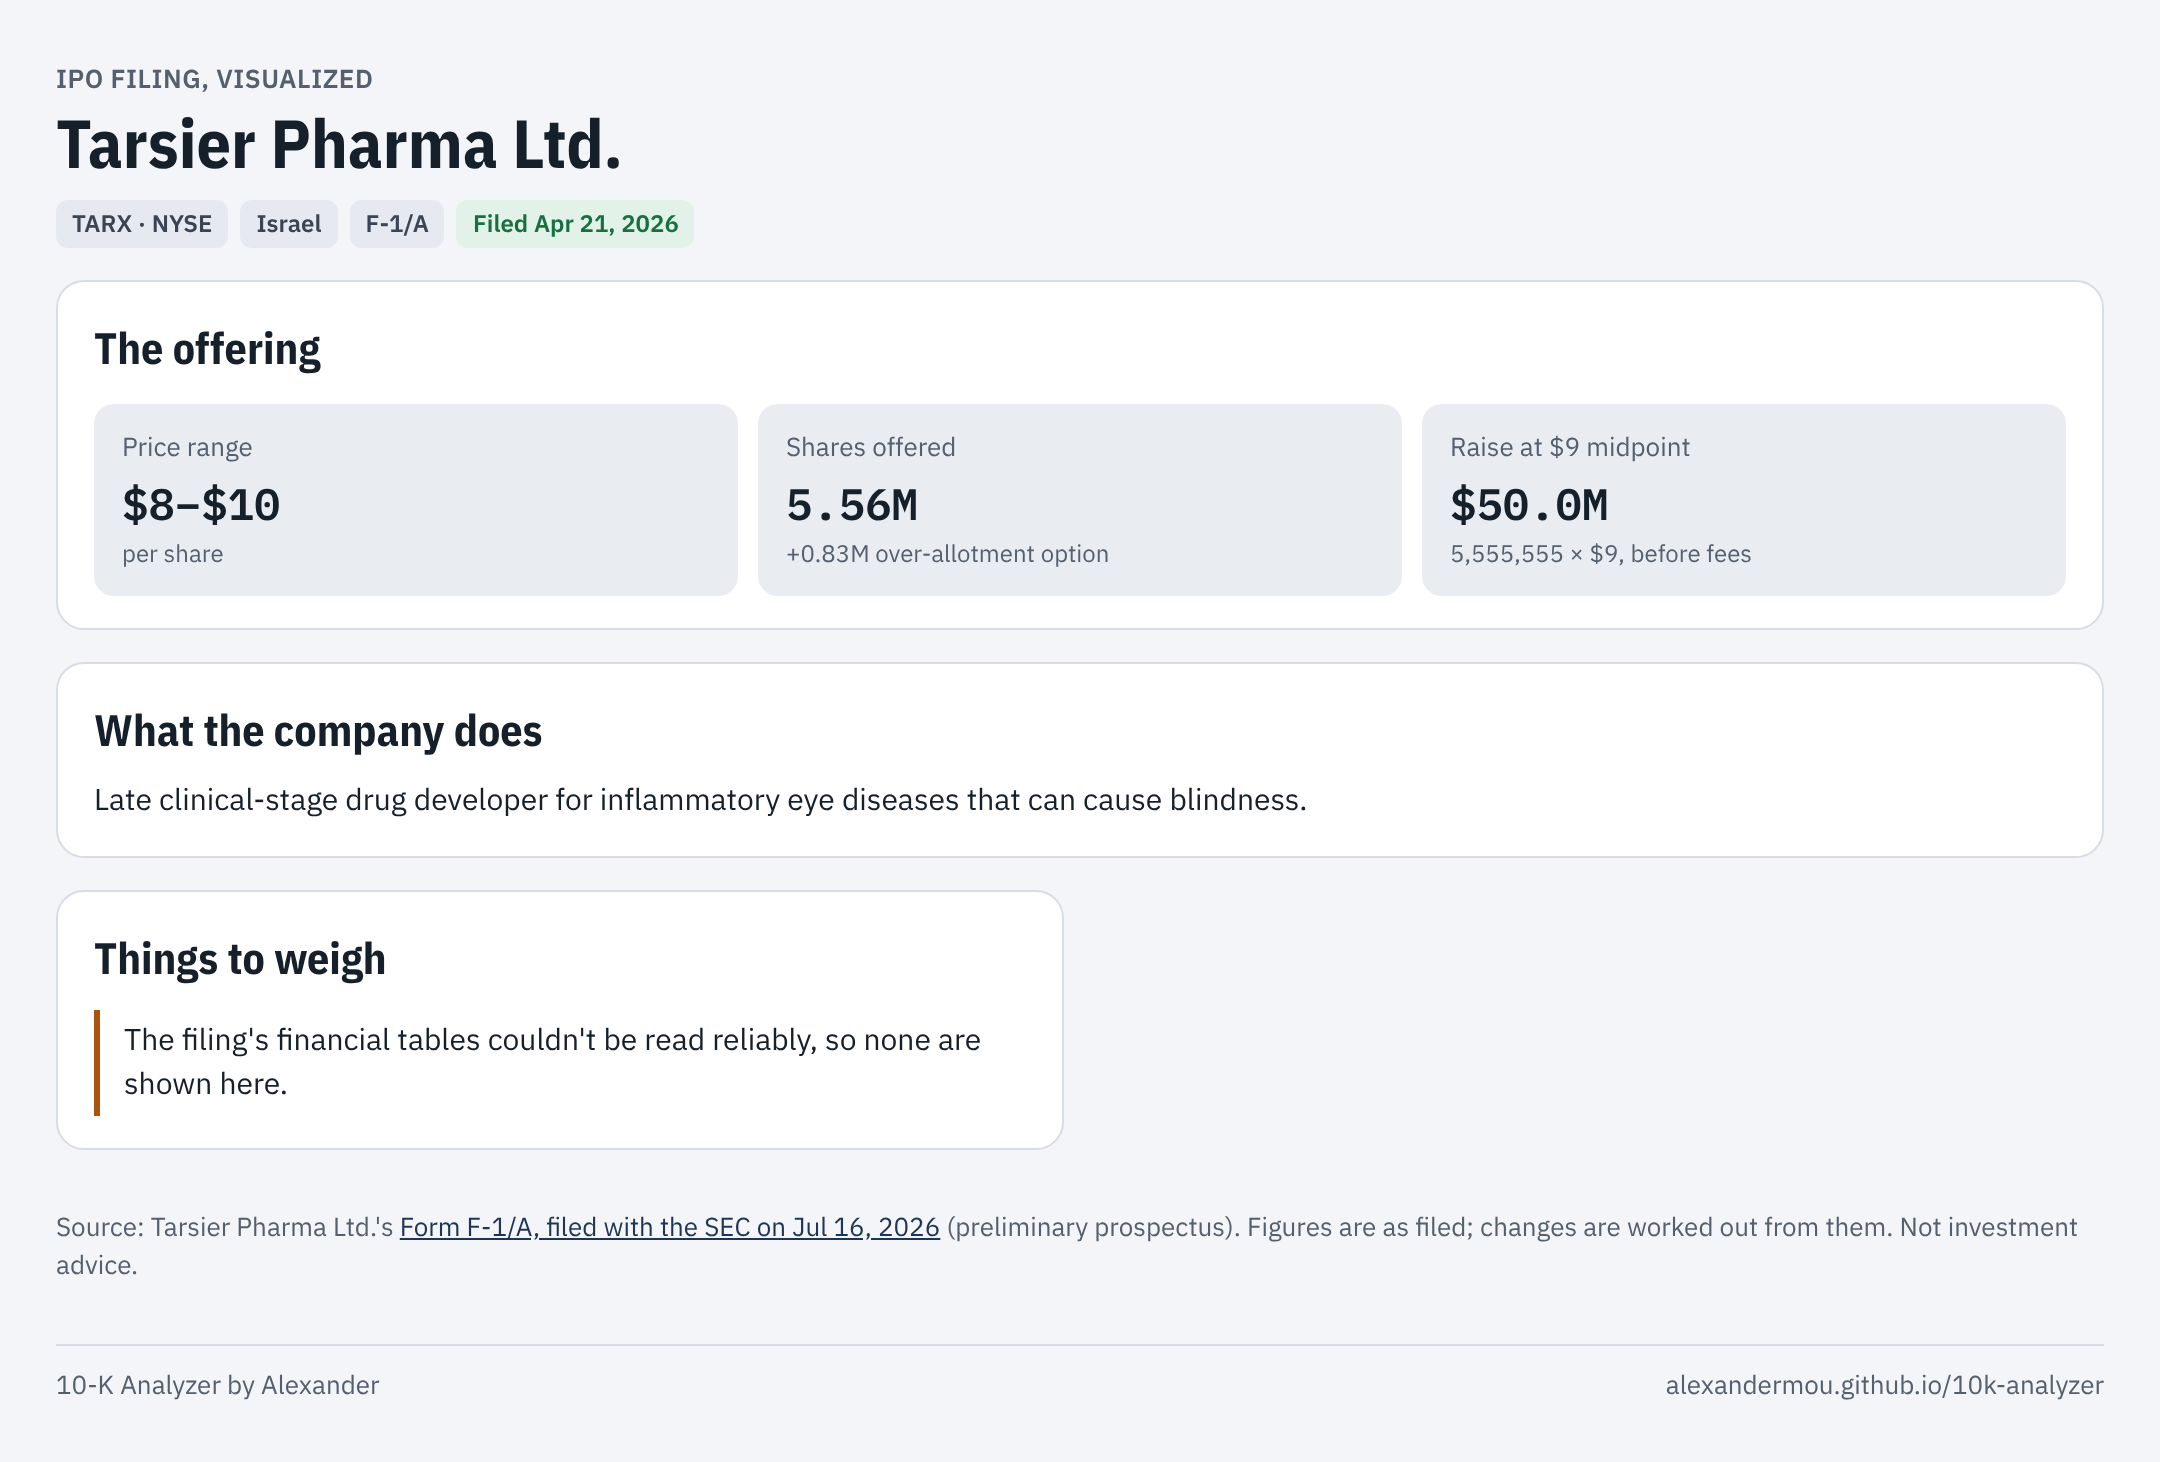 IPO FILING, VISUALIZED
Tarsier Pharma Ltd.
TARX · NYSE Israel F-1/A Filed Apr 21, 2026
The offering
Price range
$8–$10
per share
Shares offered
5.56M
+0.83M over-allotment option
Raise at $9 midpoint
$50.0M
5,555,555 × $9, before fees
What the company does
Late clinical-stage drug developer for inflammatory eye diseases that can cause blindness.
Things to weigh
The filing's financial tables couldn't be read reliably, so none are
shown here.
Source: Tarsier Pharma Ltd.'s Form F-1/A, filed with the SEC on Jul 16, 2026 (preliminary prospectus). Figures are as filed; changes are worked out from them. Not investment
advice.
10-K Analyzer by Alexander
alexandermou.github.io/10k-analyzer